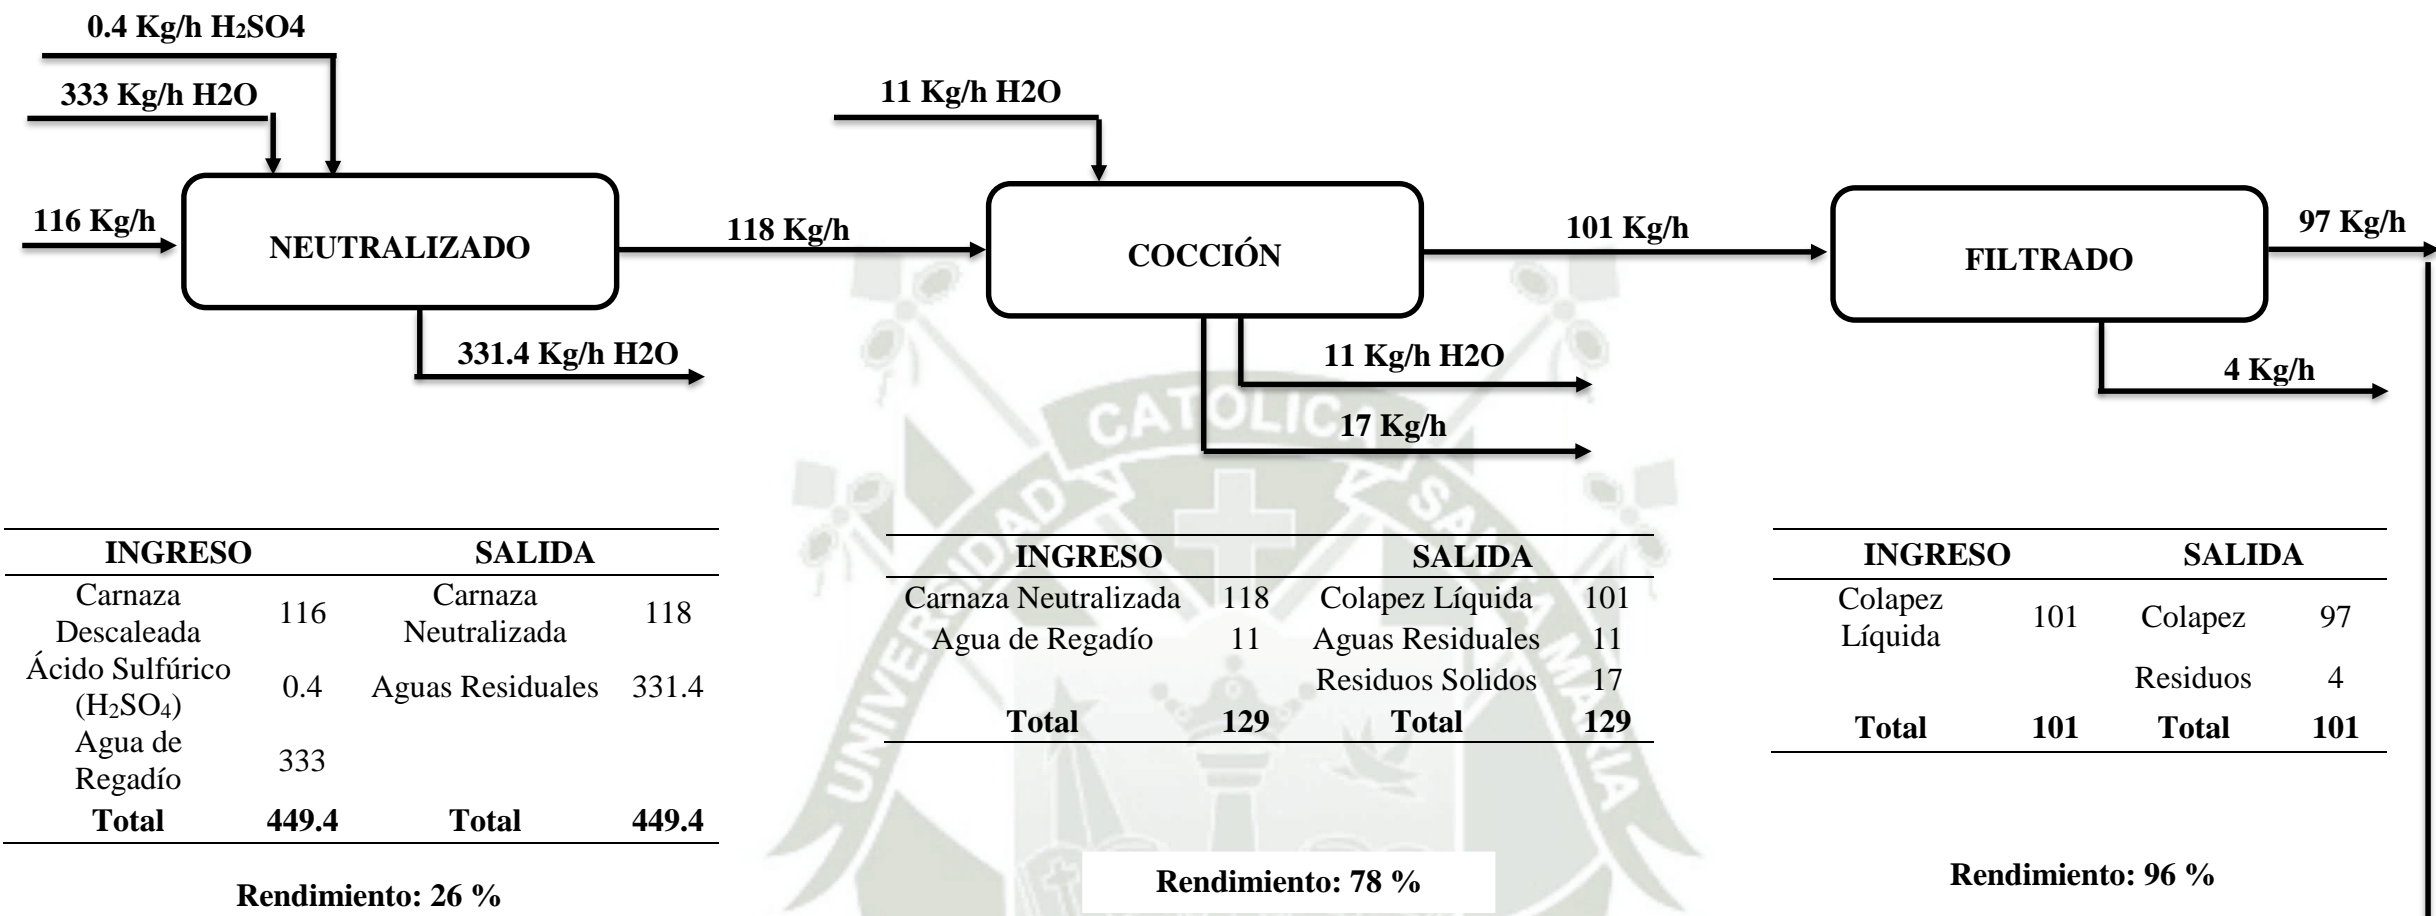 0.4 Kg/h H₂SO4
333 Kg/h H2O
11 Kg/h H2O
116 Kg/h
NEUTRALIZADO
118 Kg/h
COCCIÓN
101 Kg/h
FILTRADO
97 Kg/h
331.4 Kg/h H2O
11 Kg/h H2O
17 Kg/h
4 Kg/h
INGRESO SALIDA
Carnaza Descaleada 116 Carnaza Neutralizada 118
Ácido Sulfúrico (H₂SO₄) 0.4 Aguas Residuales 331.4
Agua de Regadío 333
Total 449.4 Total 449.4
Rendimiento: 26 %
INGRESO SALIDA
Carnaza Neutralizada 118 Colapez Líquida 101
Agua de Regadío 11 Aguas Residuales 11
Residuos Solidos 17
Total 129 Total 129
Rendimiento: 78 %
INGRESO SALIDA
Colapez Líquida 101 Colapez 97
Residuos 4
Total 101 Total 101
Rendimiento: 96 %
UNIVERSIDAD CATOLICA SANTA MARIA